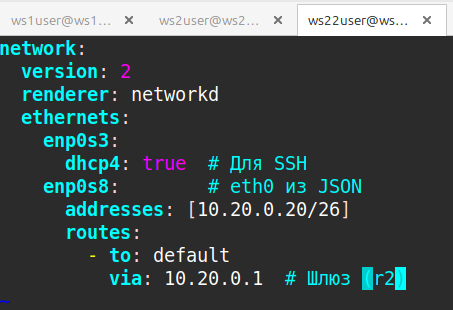 ws1user@ws1... × ws2user@ws2... × ws22user@ws... ×
network:
  version: 2
  renderer: networkd
  ethernets:
    enp0s3:
      dhcp4: true  # Для SSH
    enp0s8:        # eth0 из JSON
      addresses: [10.20.0.20/26]
      routes:
        - to: default
          via: 10.20.0.1  # Шлюз (r2)
~